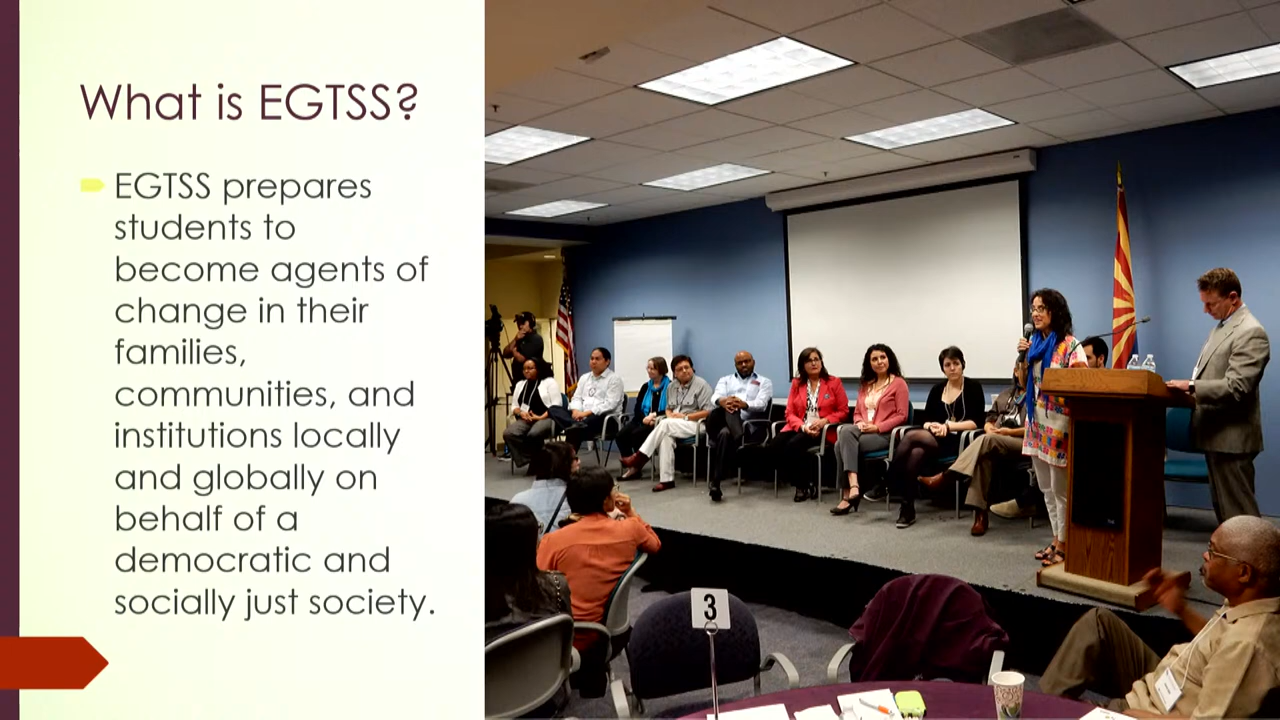 What is EGTSS?
EGTSS prepares
students to
become agents of
change in their
families,
communities, and
institutions locally
and globally on
behalf of a
democratic and
socially just society.
3